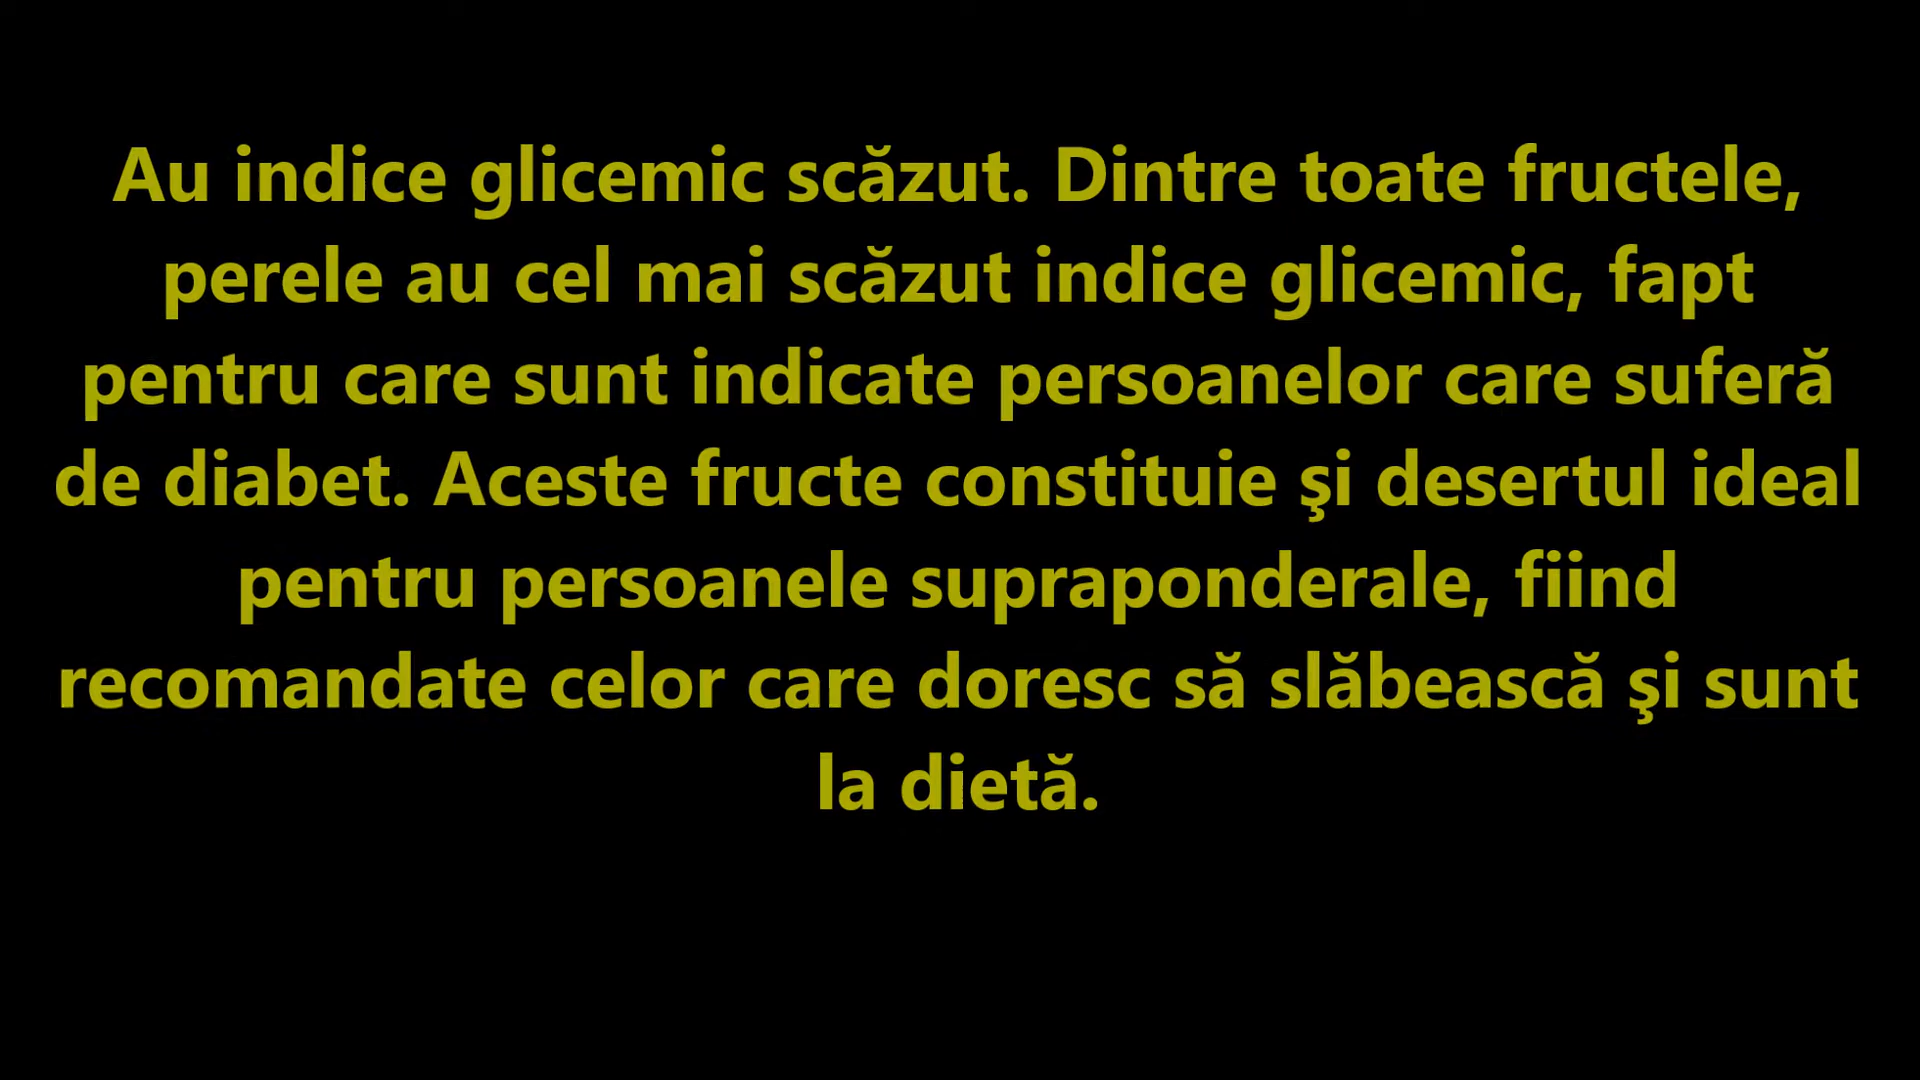 Au indice glicemic scăzut. Dintre toate fructele,
perele au cel mai scăzut indice glicemic, fapt
pentru care sunt indicate persoanelor care suferă
de diabet. Aceste fructe constituie şi desertul ideal
pentru persoanele supraponderale, fiind
recomandate celor care doresc să slăbească şi sunt
la dietă.